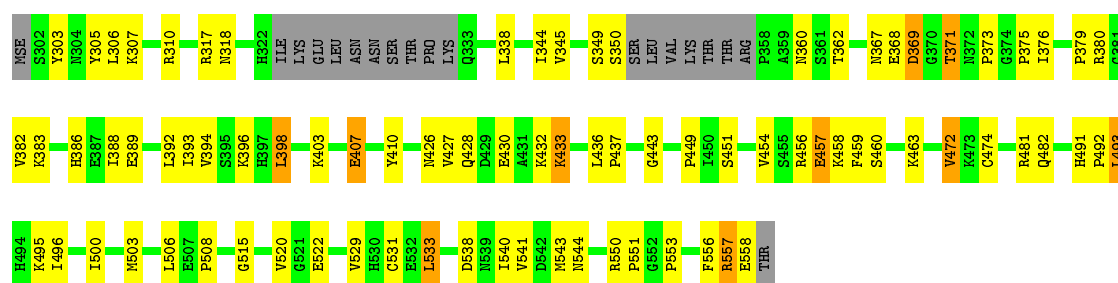 MSE S302 Y303 N304 Y305 L306 K307 R310 R317 N318 H322 ILE LYS GLU LEU ASN ASN SER THR PRO LYS Q333 L338 I344 V345 S349 S350 SER LEU VAL LYS THR THR ARG P358 A359 N360 S361 T362 N367 E368 D369 G370 T371 N372 P373 G374 P375 I376 P379 R380 G381
V382 K383 H386 E387 I388 E389 L392 I393 V394 S395 K396 H397 L398 K403 E407 Y410 N426 V427 Q428 D429 E430 A431 K432 K433 L436 P437 G443 P449 I450 S451 V454 S455 R456 E457 K458 F459 S460 K463 V472 K473 C474 R481 Q482 H491 P492 L493
H494 K495 I496 I500 M503 L506 E507 P508 G515 V520 G521 E522 V529 H530 C531 E532 L533 D538 N539 I540 V541 D542 M543 N544 R550 P551 G552 P553 F556 R557 E558 THR